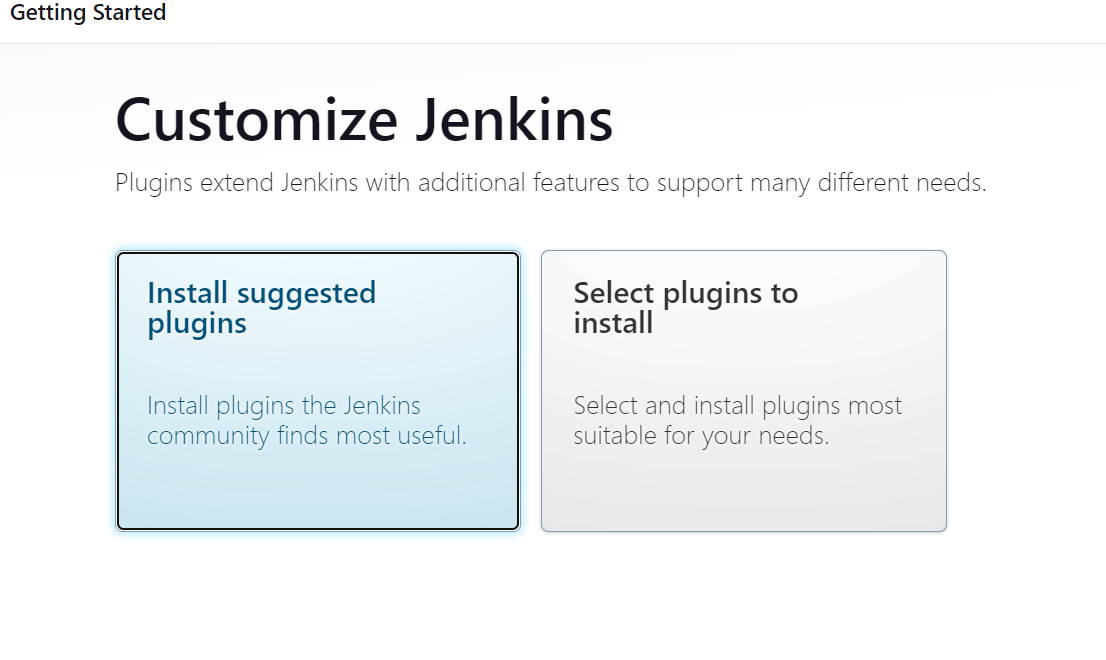 Getting Started
Customize Jenkins
Plugins extend Jenkins with additional features to support many different needs.
Install suggested
plugins
Install plugins the Jenkins
community finds most useful.
Select plugins to
install
Select and install plugins most
suitable for your needs.